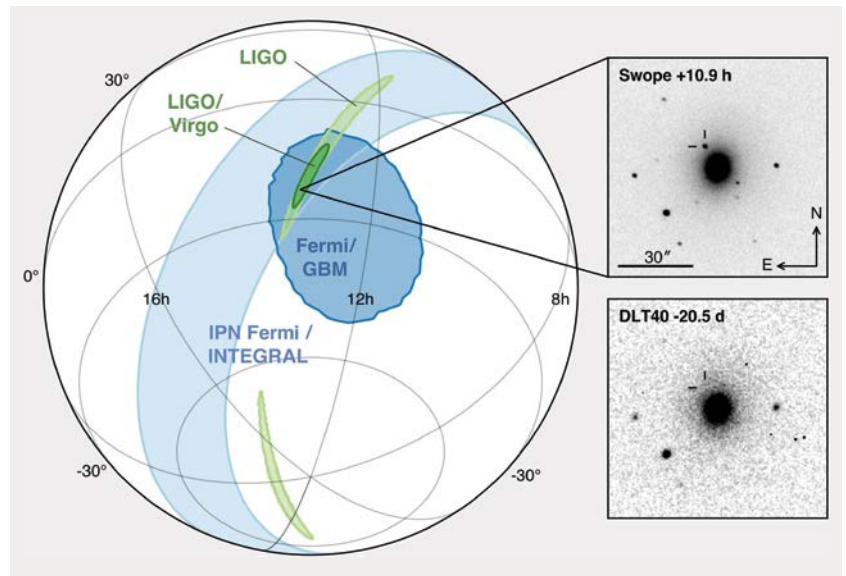 LIGO
LIGO/
Virgo
30°
0°
16h
12h
8h
Fermi/
GBM
IPN Fermi /
INTEGRAL
-30°
-30°
Swope +10.9 h
N
E
30″
DLT40 -20.5 d